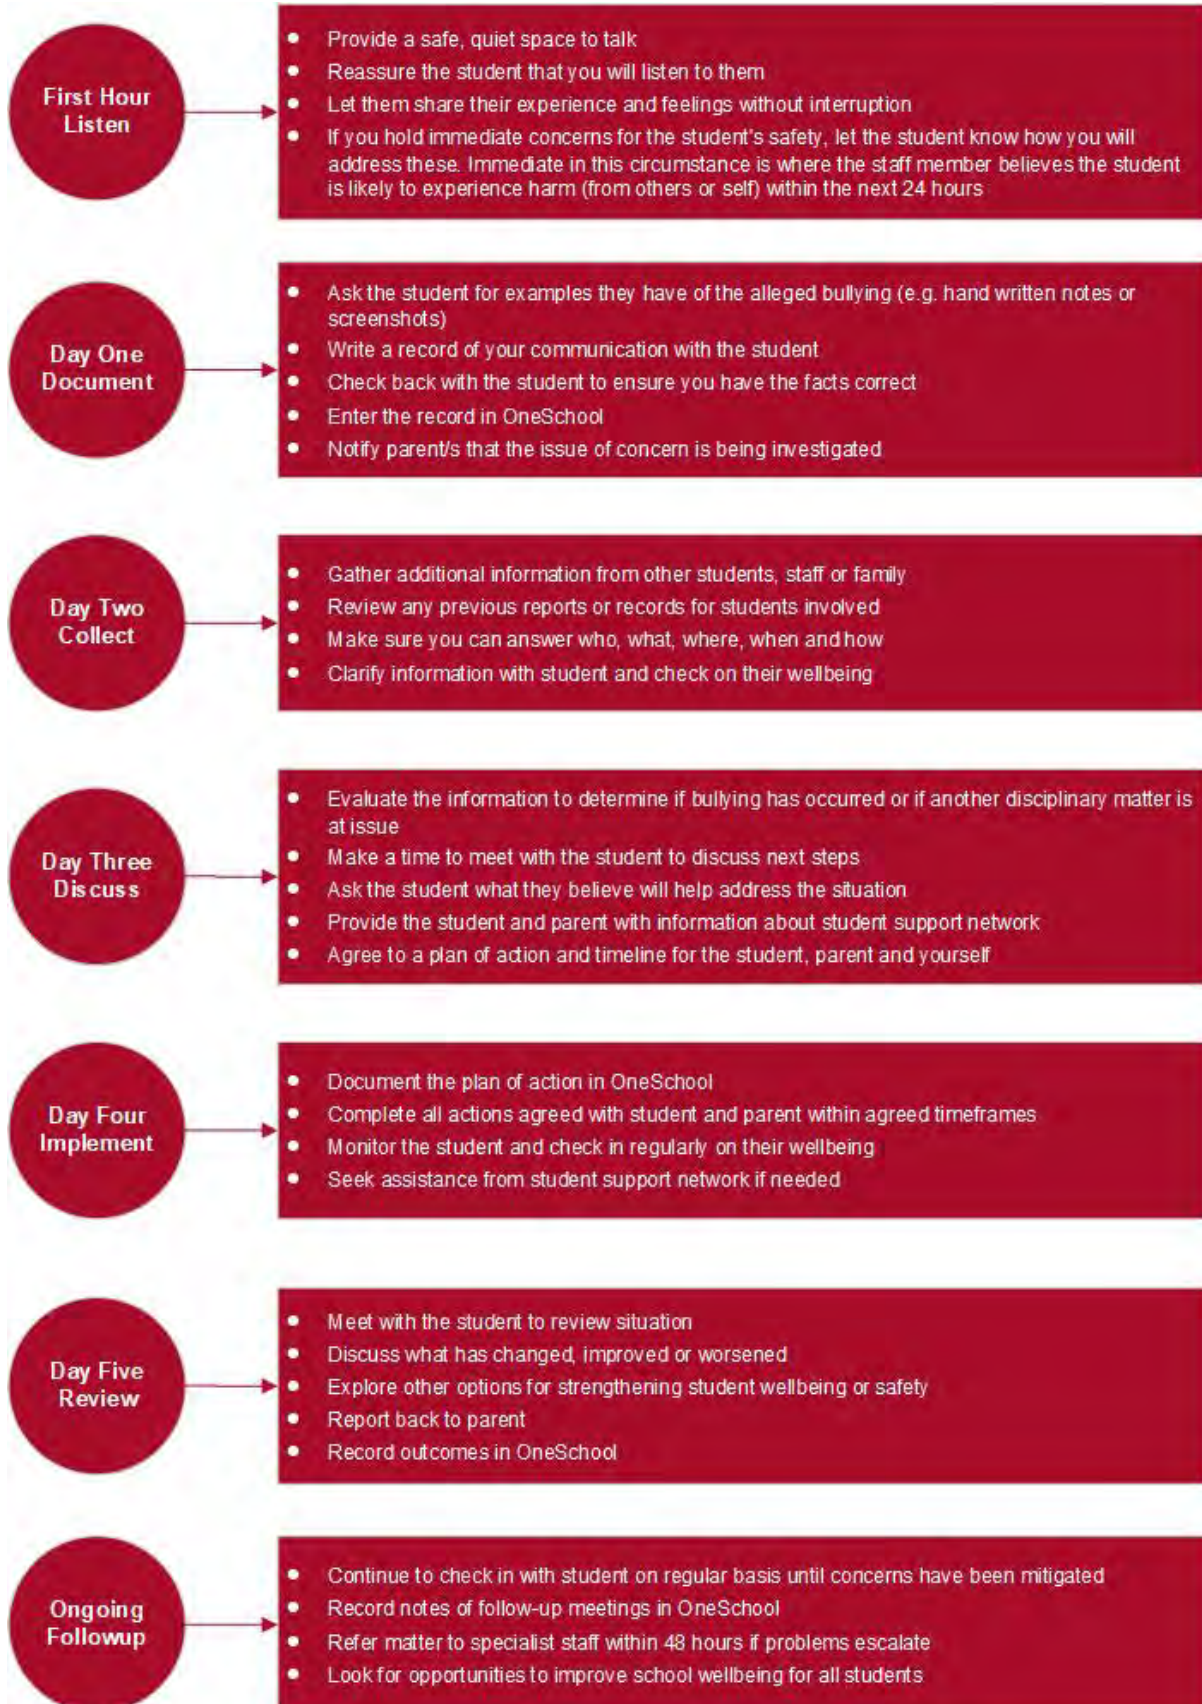 First Hour
Listen
• Provide a safe, quiet space to talk
• Reassure the student that you will listen to them
• Let them share their experience and feelings without interruption
• If you hold immediate concerns for the student's safety, let the student know how you will
address these. Immediate in this circumstance is where the staff member believes the student
is likely to experience harm (from others or self) within the next 24 hours
Day One
Document
• Ask the student for examples they have of the alleged bullying (e.g. hand written notes or
screenshots)
• Write a record of your communication with the student
• Check back with the student to ensure you have the facts correct
• Enter the record in OneSchool
• Notify parent/s that the issue of concern is being investigated
Day Two
Collect
• Gather additional information from other students, staff or family
• Review any previous reports or records for students involved
• Make sure you can answer who, what, where, when and how
• Clarify information with student and check on their wellbeing
Day Three
Discuss
• Evaluate the information to determine if bullying has occurred or if another disciplinary matter is
at issue
• Make a time to meet with the student to discuss next steps
• Ask the student what they believe will help address the situation
• Provide the student and parent with information about student support network
• Agree to a plan of action and timeline for the student, parent and yourself
Day Four
Implement
• Document the plan of action in OneSchool
• Complete all actions agreed with student and parent within agreed timeframes
• Monitor the student and check in regularly on their wellbeing
• Seek assistance from student support network if needed
Day Five
Review
• Meet with the student to review situation
• Discuss what has changed, improved or worsened
• Explore other options for strengthening student wellbeing or safety
• Report back to parent
• Record outcomes in OneSchool
Ongoing
Followup
• Continue to check in with student on regular basis until concerns have been mitigated
• Record notes of follow-up meetings in OneSchool
• Refer matter to specialist staff within 48 hours if problems escalate
• Look for opportunities to improve school wellbeing for all students